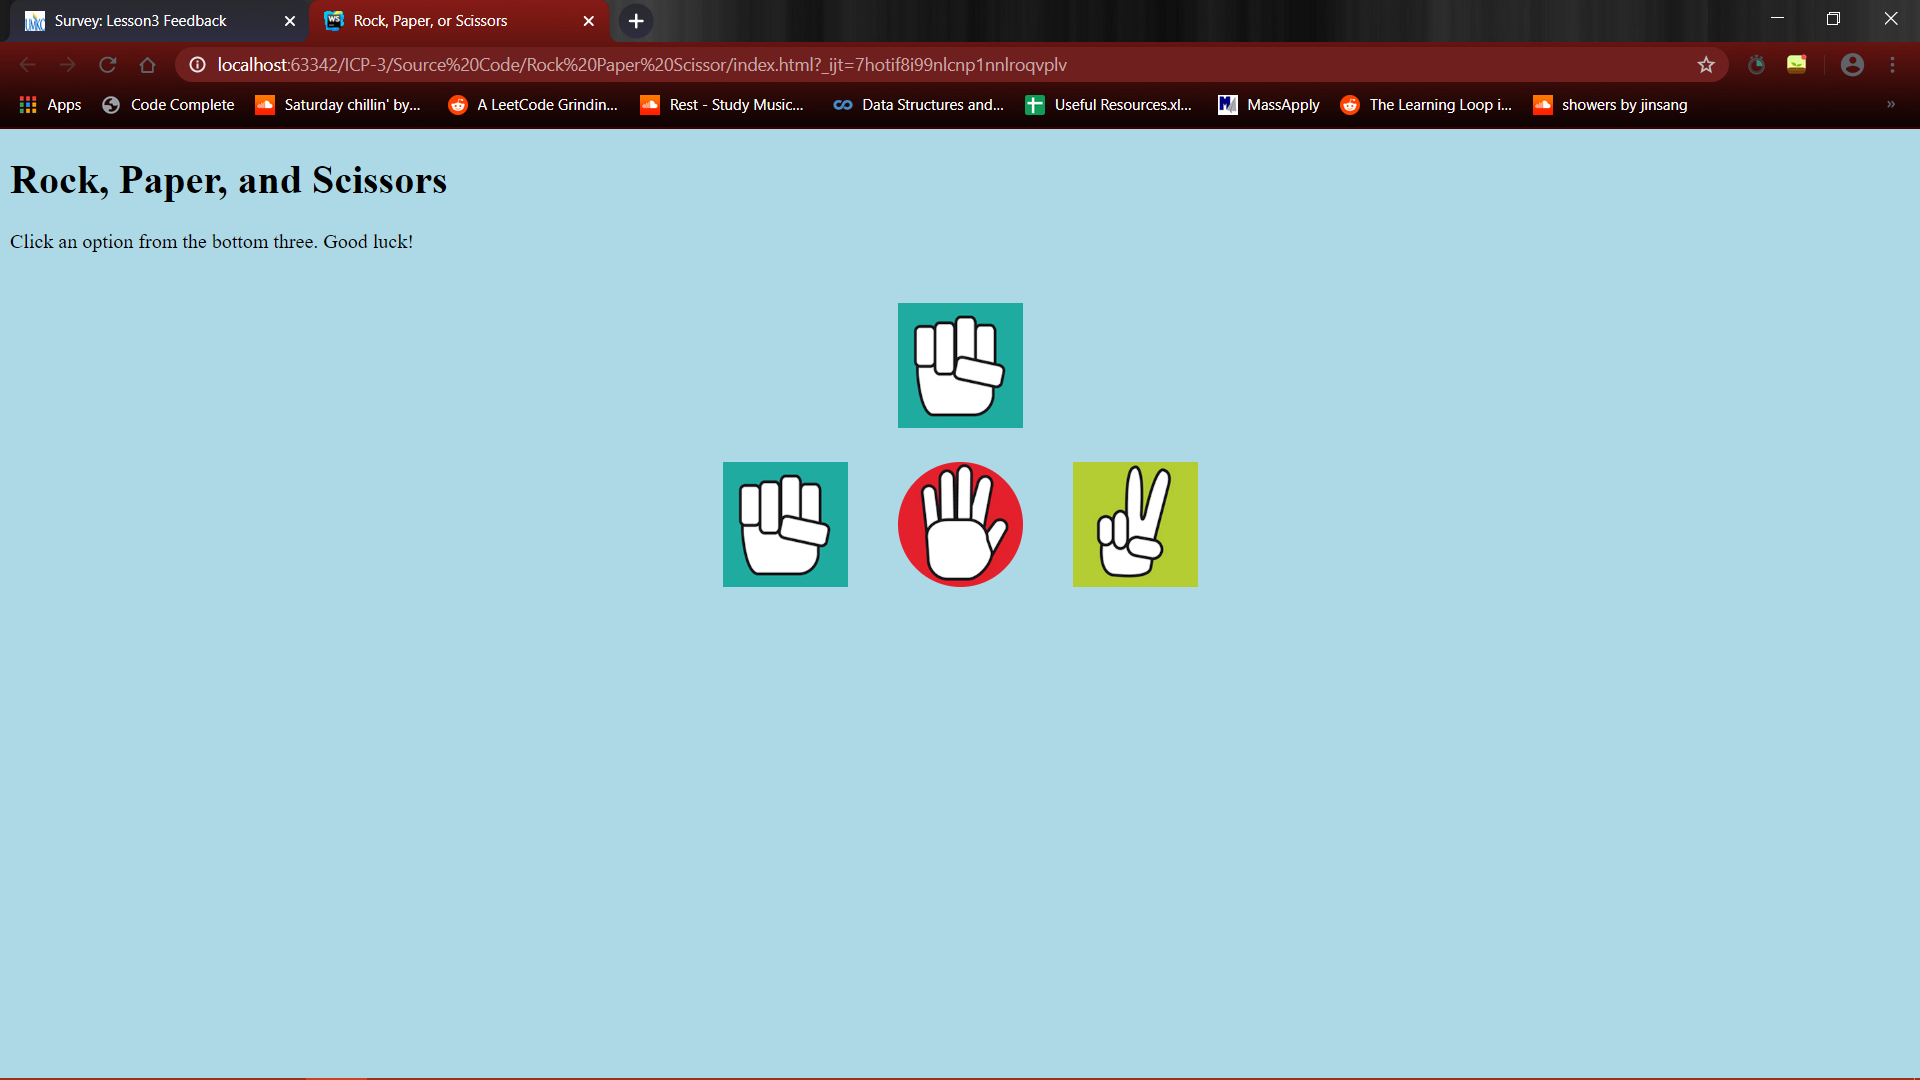 Survey: Lesson3 Feedback
Rock, Paper, or Scissors
localhost:63342/ICP-3/Source%20Code/Rock%20Paper%20Scissor/index.html?_ijt=7hotif8i99nlcnp1nnlroqvplv
Apps
Code Complete
Saturday chillin' by...
A LeetCode Grindin...
Rest - Study Music...
Data Structures and...
Useful Resources.xl...
MassApply
The Learning Loop i...
showers by jinsang
»
Rock, Paper, and Scissors
Click an option from the bottom three. Good luck!